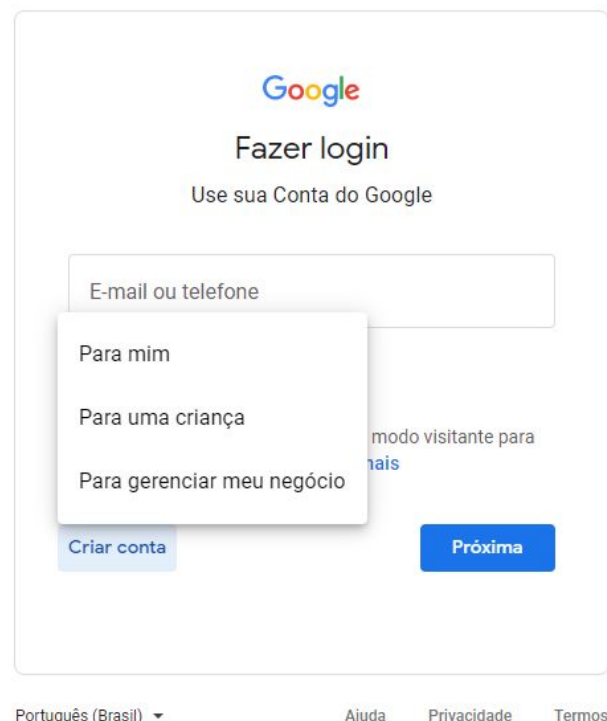 Google
Fazer login
Use sua Conta do Google
E-mail ou telefone
Para mim
Para uma criança
modo visitante para
Para gerenciar meu negócio
Criar conta
Próxima
Português (Brasil)
Ajuda
Privacidade
Termos